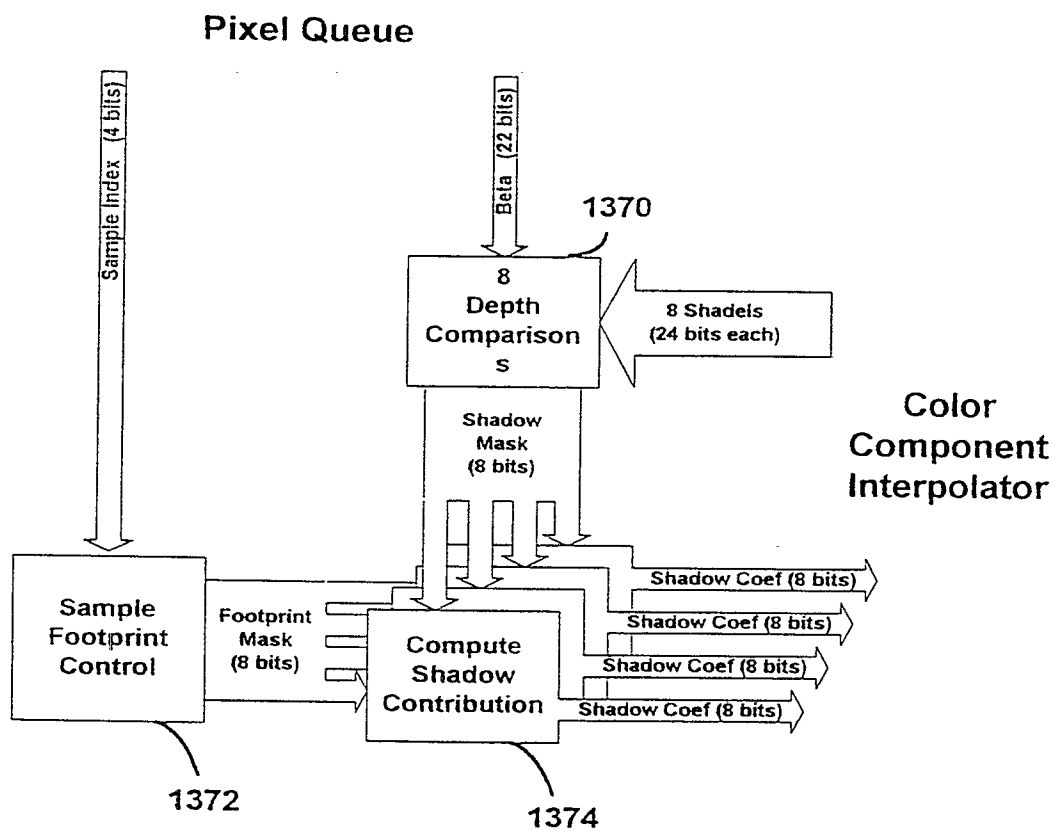 Pixel Queue
Sample Index (4 bits)
Beta (22 bits)
1370
8
Depth
Comparison
s
8 Shadels
(24 bits each)
Shadow
Mask
(8 bits)
Color
Component
Interpolator
Sample
Footprint
Control
Footprint
Mask
(8 bits)
Compute
Shadow
Contribution
Shadow Coef (8 bits)
Shadow Coef (8 bits)
Shadow Coef (8 bits)
Shadow Coef (8 bits)
1372
1374